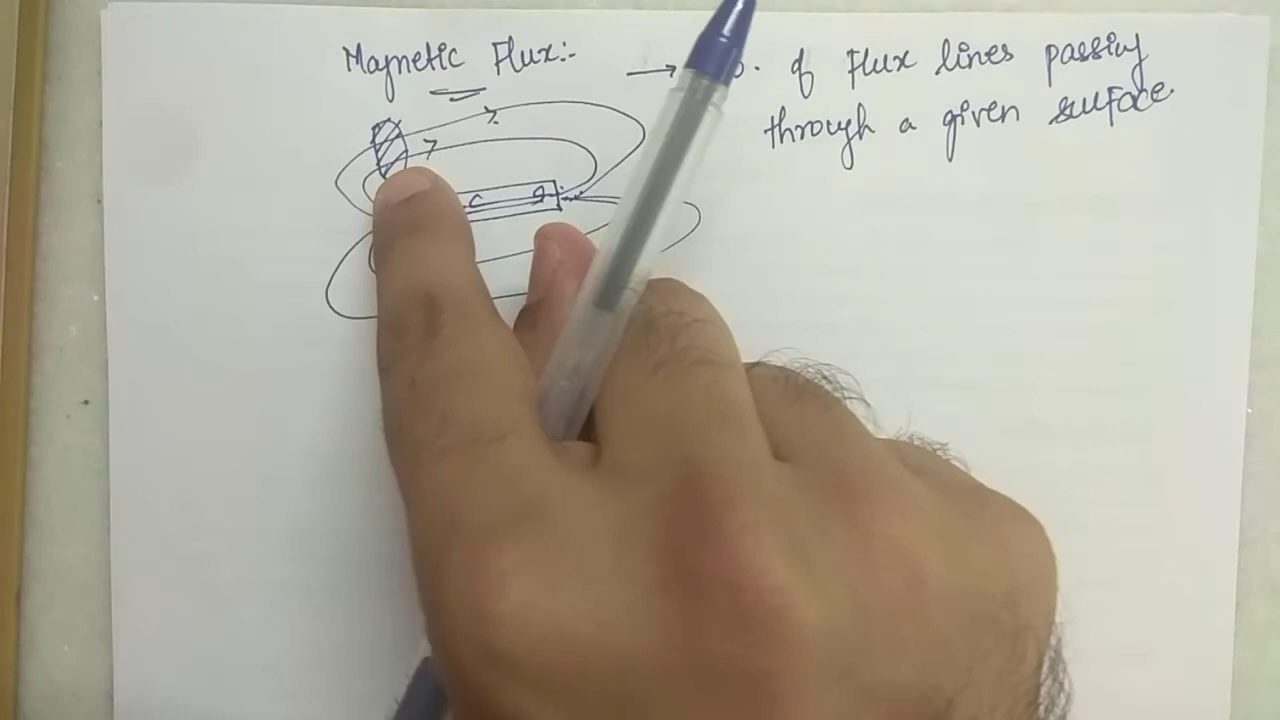 Magnetic Flux:-
→ of Flux lines passing
through a given surface